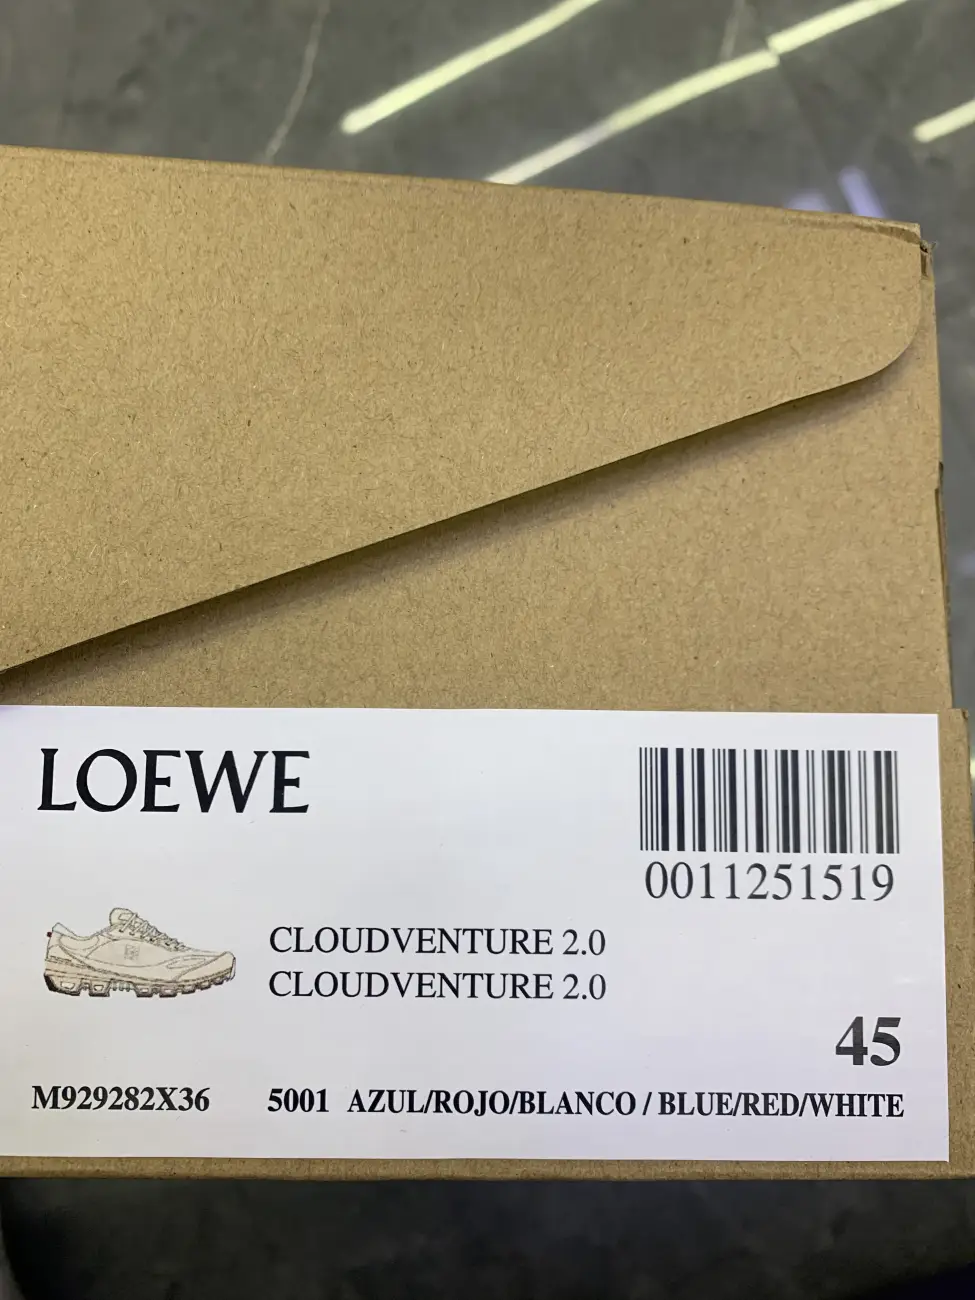 LOEWE
0011251519
CLOUDVENTURE 2.0
CLOUDVENTURE 2.0
45
M929282X36 5001 AZUL/ROJO/BLANCO / BLUE/RED/WHITE